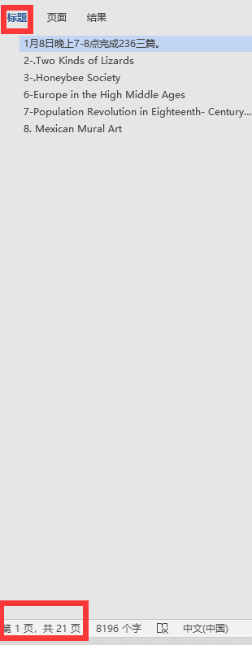 标题 页面 结果
1月8日晚上7-8点完成236三篇。
2-.Two Kinds of Lizards
3-.Honeybee Society
6-Europe in the High Middle Ages
7-Population Revolution in Eighteenth- Century...
8. Mexican Mural Art
第 1 页，共 21 页 8196 个字 中文(中国)